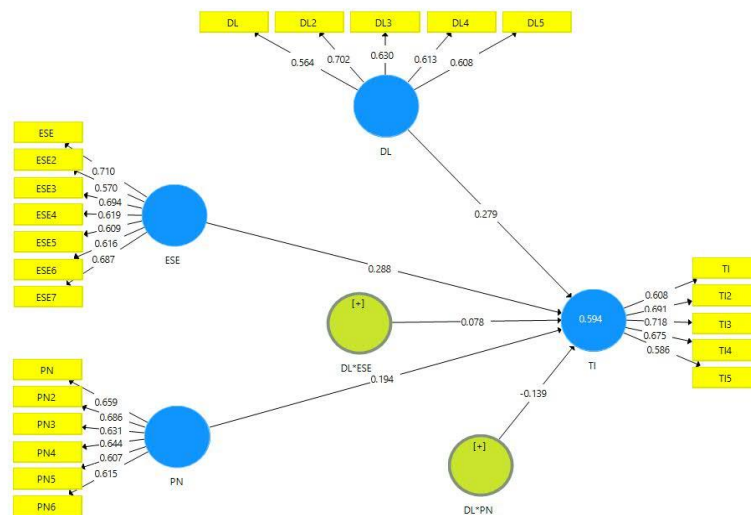 DL DL2 DL3 DL4 DL5
0.564 0.702 0.630 0.613 0.608
DL
0.279
ESE
ESE2
ESE3
ESE4
ESE5
ESE6
ESE7
0.710
0.570
0.694
0.619
0.609
0.616
0.687
ESE
0.288
[+]
DL*ESE
0.078
0.594
TI
0.608
0.691
0.718
0.675
0.586
TI
TI2
TI3
TI4
TI5
PN
PN2
PN3
PN4
PN5
PN6
0.659
0.686
0.631
0.644
0.607
0.615
PN
0.194
-0.139
[+]
DL*PN